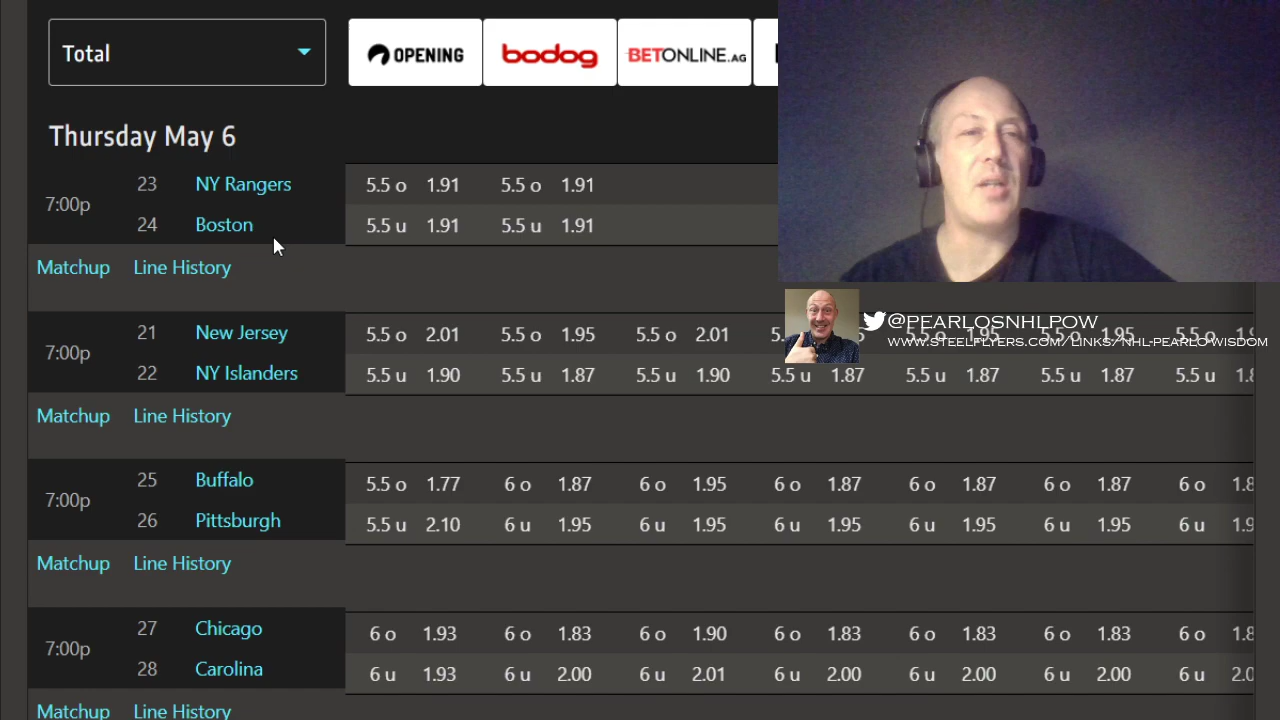 Total OPENING bodog BETONLINE.AG
Thursday May 6
7:00p
23 NY Rangers 5.5 o 1.91 5.5 o 1.91
24 Boston 5.5 u 1.91 5.5 u 1.91
Matchup Line History
@PEARLOSNHLPOW
WWW.STEELFLYERS.COM/LINKS/NHL-PEARLOWISDOM
7:00p
21 New Jersey 5.5 o 2.01 5.5 o 1.95 5.5 o 2.01 1.95 1.95 5.5 o
22 NY Islanders 5.5 u 1.90 5.5 u 1.87 5.5 u 1.90 5.5 u 1.87 5.5 u 1.87 5.5 u 1.87 5.5 u
Matchup Line History
7:00p
25 Buffalo 5.5 o 1.77 6 o 1.87 6 o 1.95 6 o 1.87 6 o 1.87 6 o 1.87 6 o
26 Pittsburgh 5.5 u 2.10 6 u 1.95 6 u 1.95 6 u 1.95 6 u 1.95 6 u 1.95 6 u
Matchup Line History
7:00p
27 Chicago 6 o 1.93 6 o 1.83 6 o 1.90 6 o 1.83 6 o 1.83 6 o 1.83 6 o
28 Carolina 6 u 1.93 6 u 2.00 6 u 2.01 6 u 2.00 6 u 2.00 6 u 2.00 6 u
Matchup Line History